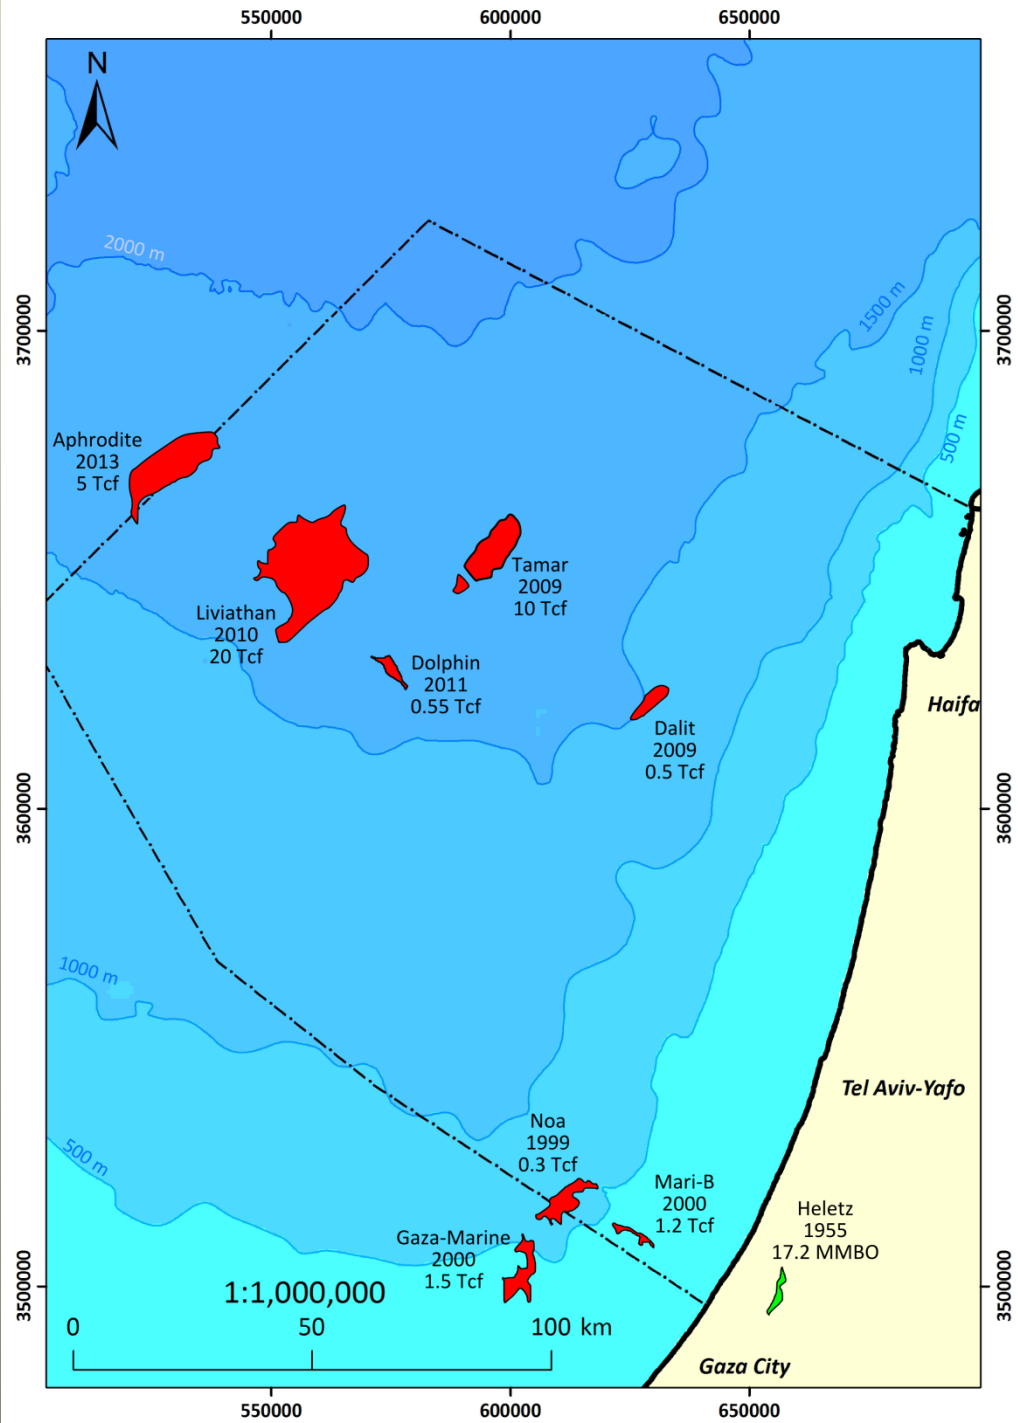 550000
600000
650000
N
2000 m
3700000
3700000
1500 m
1000 m
500 m
Aphrodite
2013
5 Tcf
Tamar
2009
10 Tcf
Liviathan
2010
20 Tcf
Dolphin
2011
0.55 Tcf
Dalit
2009
0.5 Tcf
Haifa
3600000
3600000
1000 m
Tel Aviv-Yafo
500 m
Noa
1999
0.3 Tcf
Mari-B
2000
1.2 Tcf
Heletz
1955
17.2 MMBO
Gaza-Marine
2000
1.5 Tcf
3500000
3500000
1:1,000,000
0
50
100 km
Gaza City
550000
600000
650000